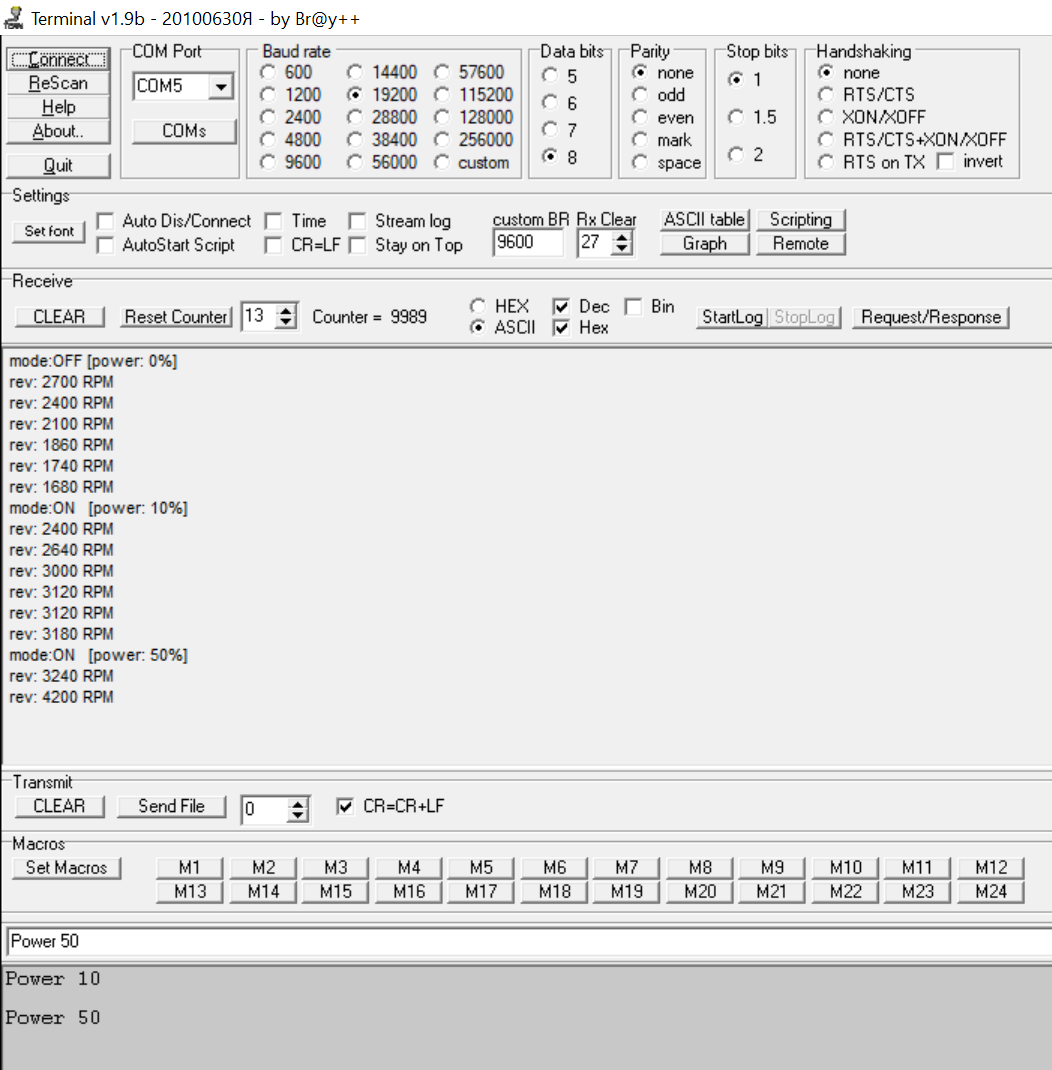 Terminal v1.9b - 20100630Я - by Br@y++
Connect
ReScan
Help
About..
Quit
COM Port
COM5
COMs
Baud rate
600 14400 57600
1200 19200 115200
2400 28800 128000
4800 38400 256000
9600 56000 custom
Data bits
5
6
7
8
Parity
none
odd
even
mark
space
Stop bits
1
1.5
2
Handshaking
none
RTS/CTS
XON/XOFF
RTS/CTS+XON/XOFF
RTS on TX invert
Settings
Set font
Auto Dis/Connect Time Stream log
AutoStart Script CR=LF Stay on Top
custom BR Rx Clear
9600 27
ASCII table Scripting
Graph Remote
Receive
CLEAR Reset Counter 13 Counter = 9989
HEX
ASCII
Dec Bin
Hex
StartLog StopLog Request/Response
mode:OFF [power: 0%]
rev: 2700 RPM
rev: 2400 RPM
rev: 2100 RPM
rev: 1860 RPM
rev: 1740 RPM
rev: 1680 RPM
mode:ON [power: 10%]
rev: 2400 RPM
rev: 2640 RPM
rev: 3000 RPM
rev: 3120 RPM
rev: 3120 RPM
rev: 3180 RPM
mode:ON [power: 50%]
rev: 3240 RPM
rev: 4200 RPM
Transmit
CLEAR Send File 0 CR=CR+LF
Macros
Set Macros M1 M2 M3 M4 M5 M6 M7 M8 M9 M10 M11 M12
M13 M14 M15 M16 M17 M18 M19 M20 M21 M22 M23 M24
Power 50
Power 10
Power 50